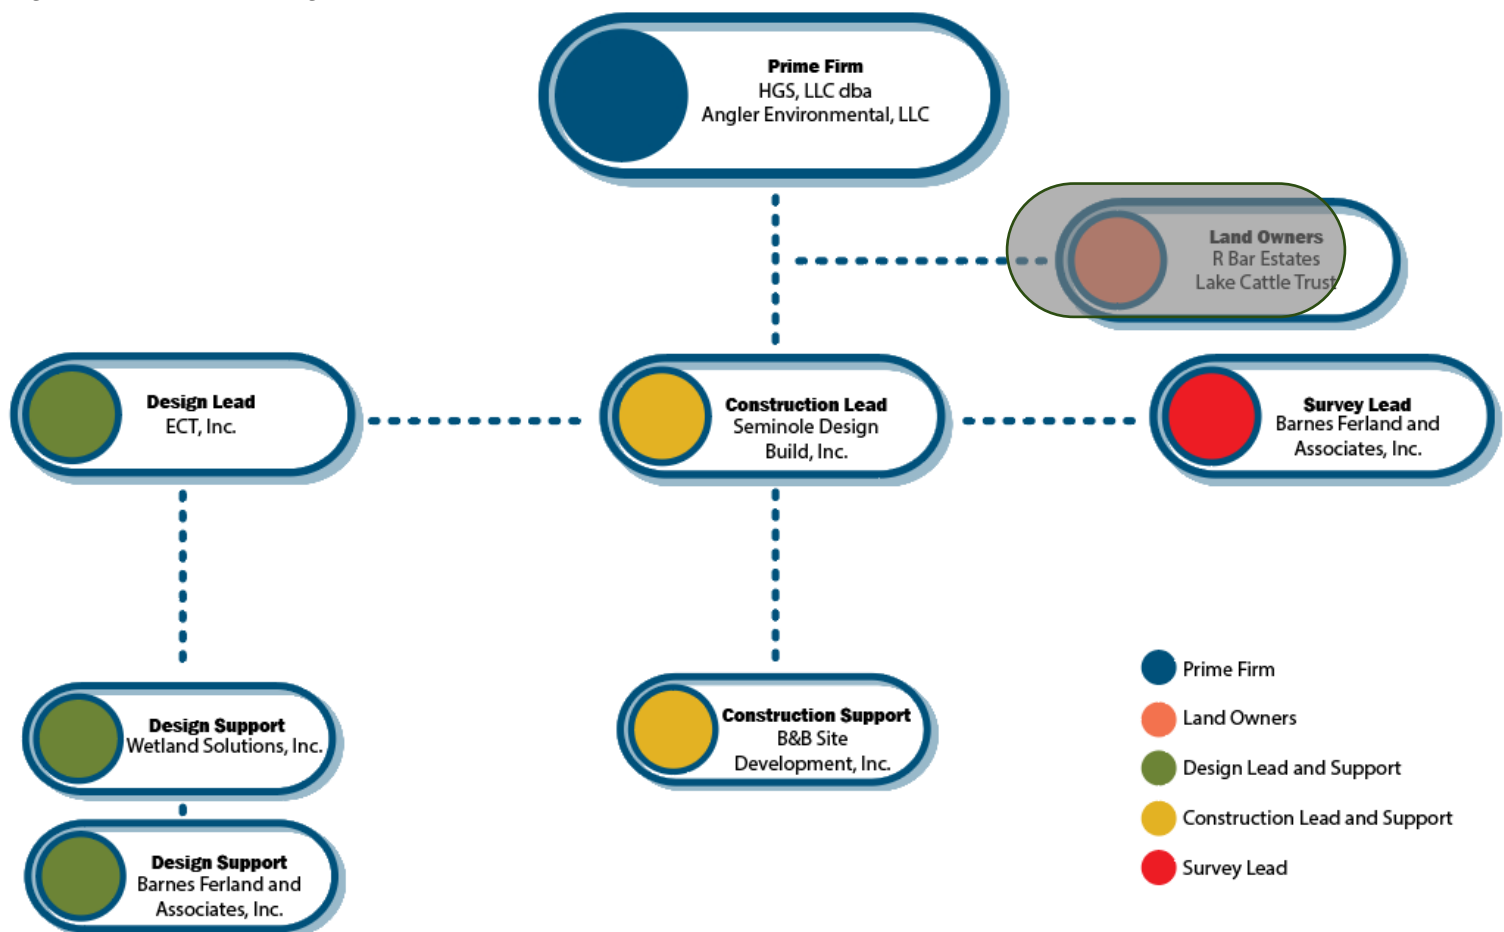 Prime Firm
HGS, LLC dba
Angler Environmental, LLC
Land Owners
R Bar Estates
Lake Cattle Trust
Design Lead
ECT, Inc.
Construction Lead
Seminole Design
Build, Inc.
Survey Lead
Barnes Ferland and
Associates, Inc.
Design Support
Wetland Solutions, Inc.
Construction Support
B&B Site
Development, Inc.
Design Support
Barnes Ferland and
Associates, Inc.
Prime Firm
Land Owners
Design Lead and Support
Construction Lead and Support
Survey Lead